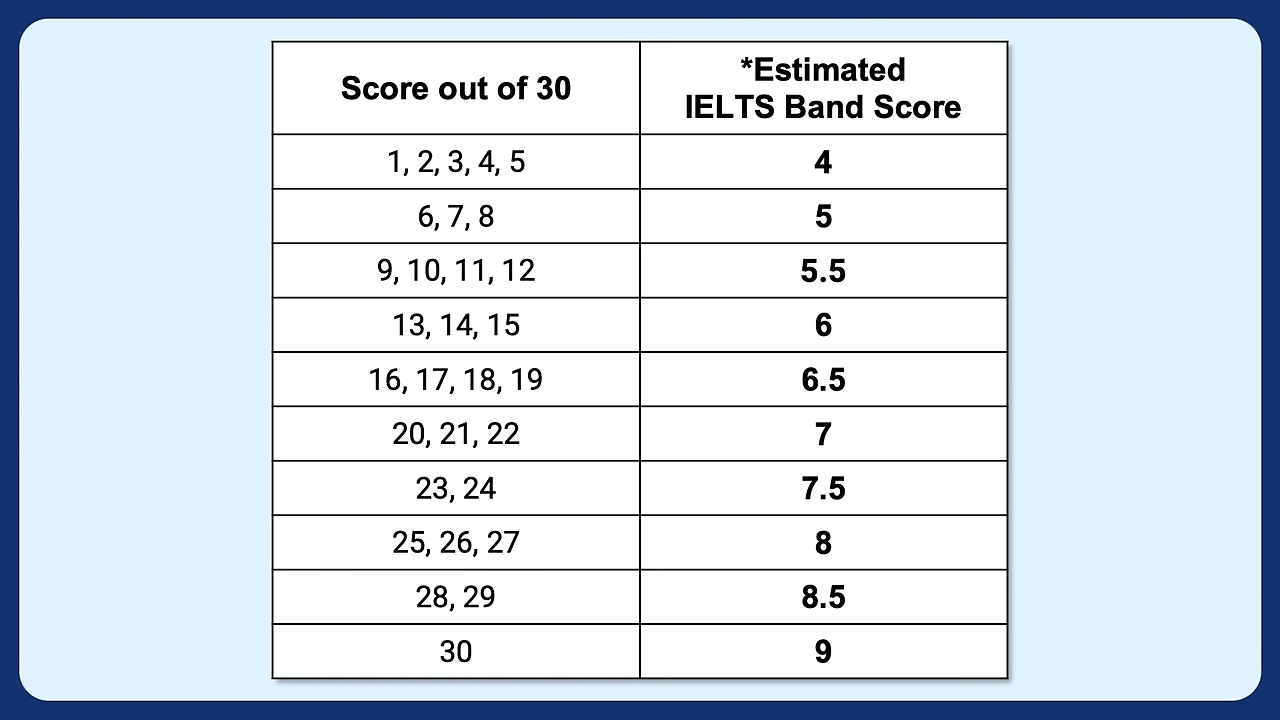 Score out of 30
*Estimated
IELTS Band Score
1, 2, 3, 4, 5
4
6, 7, 8
5
9, 10, 11, 12
5.5
13, 14, 15
6
16, 17, 18, 19
6.5
20, 21, 22
7
23, 24
7.5
25, 26, 27
8
28, 29
8.5
30
9